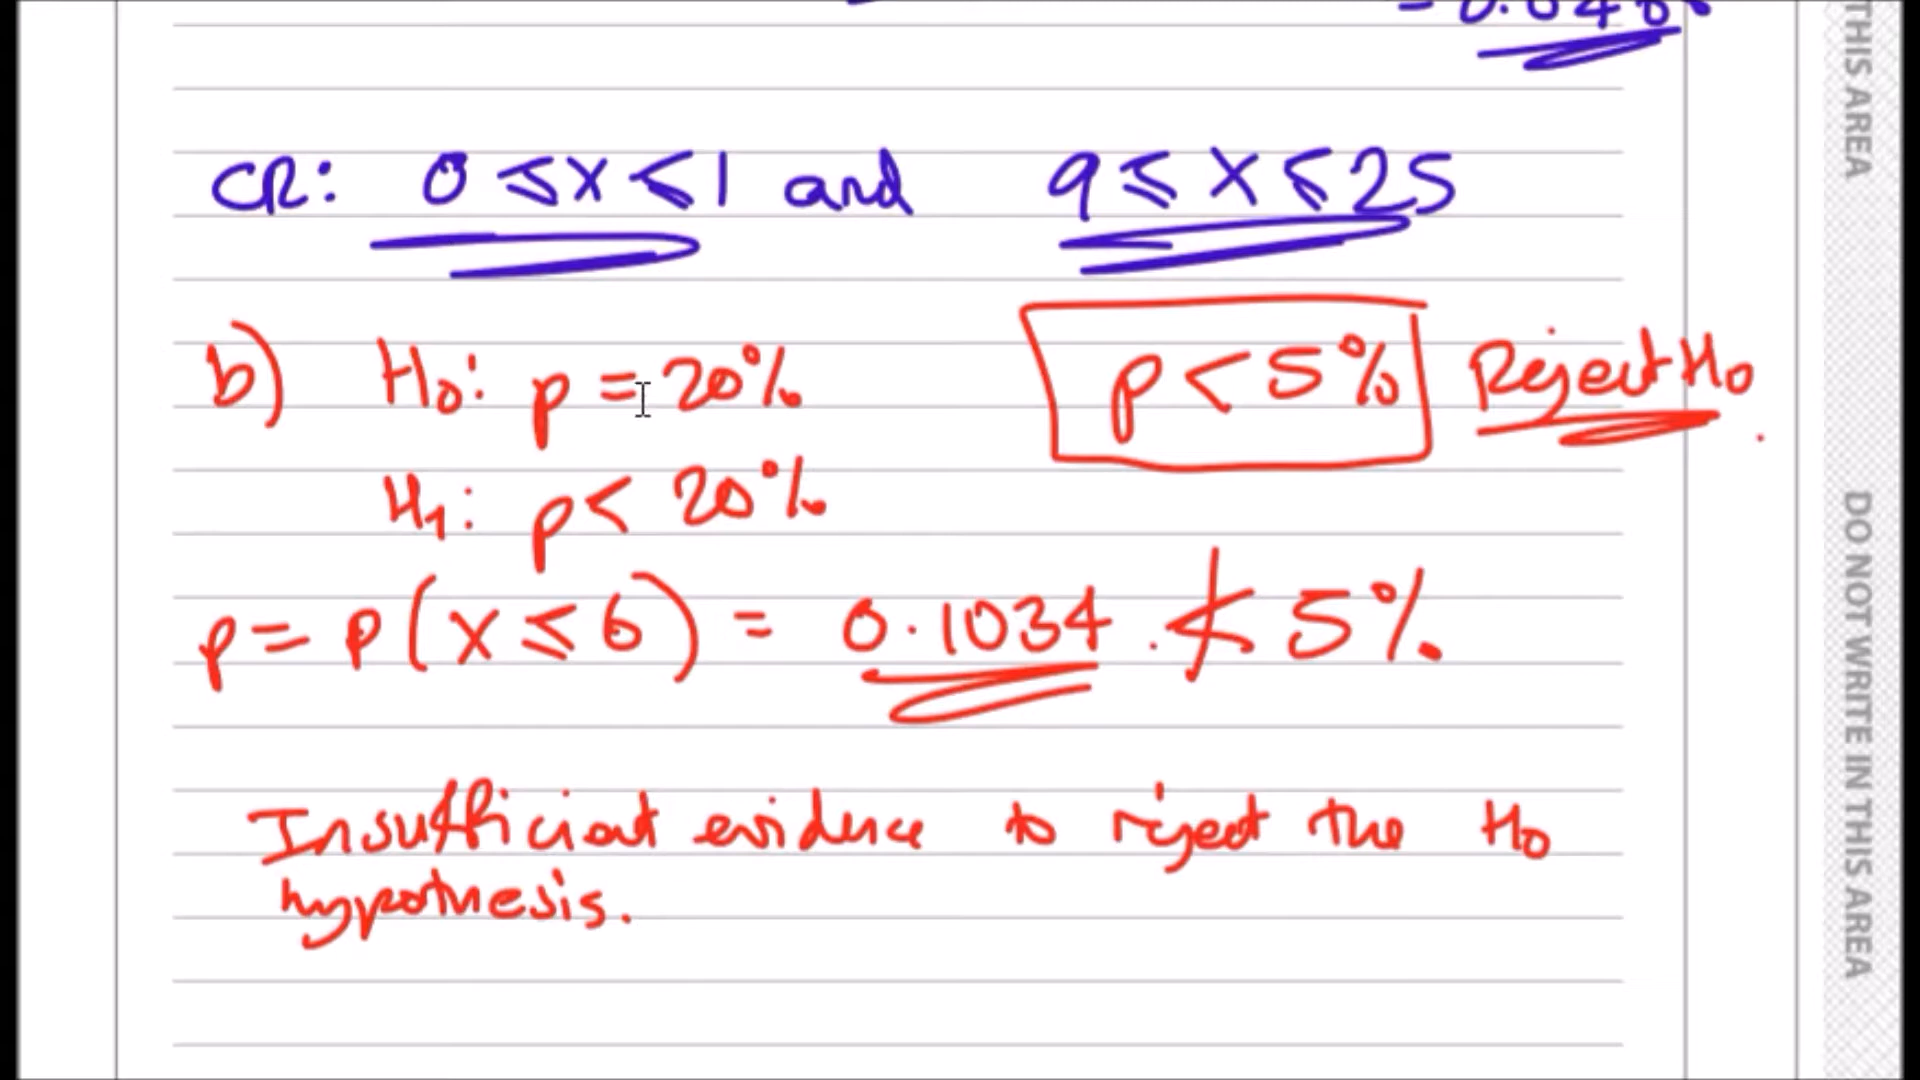 CR: 0 ≤ X ≤ 1 and 9 ≤ X ≤ 25
b) H₀: p = 20% p < 5% Reject H₀.
H₁: p < 20%
p = P(X ≤ 6) = 0.1034 ≮ 5%.
Insufficient evidence to reject the H₀
hypothesis.
THIS AREA
DO NOT WRITE IN THIS AREA